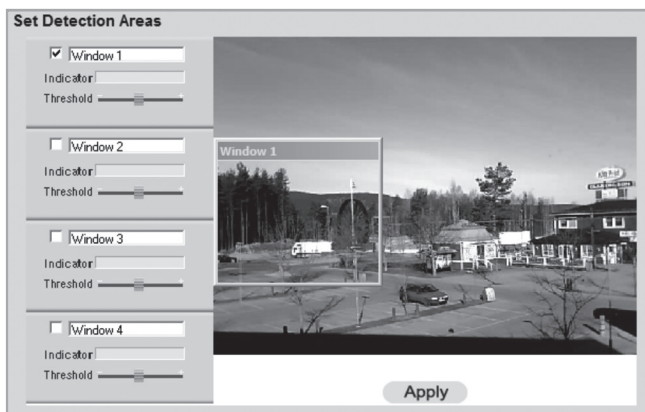 Set Detection Areas
Window 1
Indicator
Threshold - +
Window 2
Indicator
Threshold - +
Window 3
Indicator
Threshold - +
Window 4
Indicator
Threshold - +
Window 1
Apply